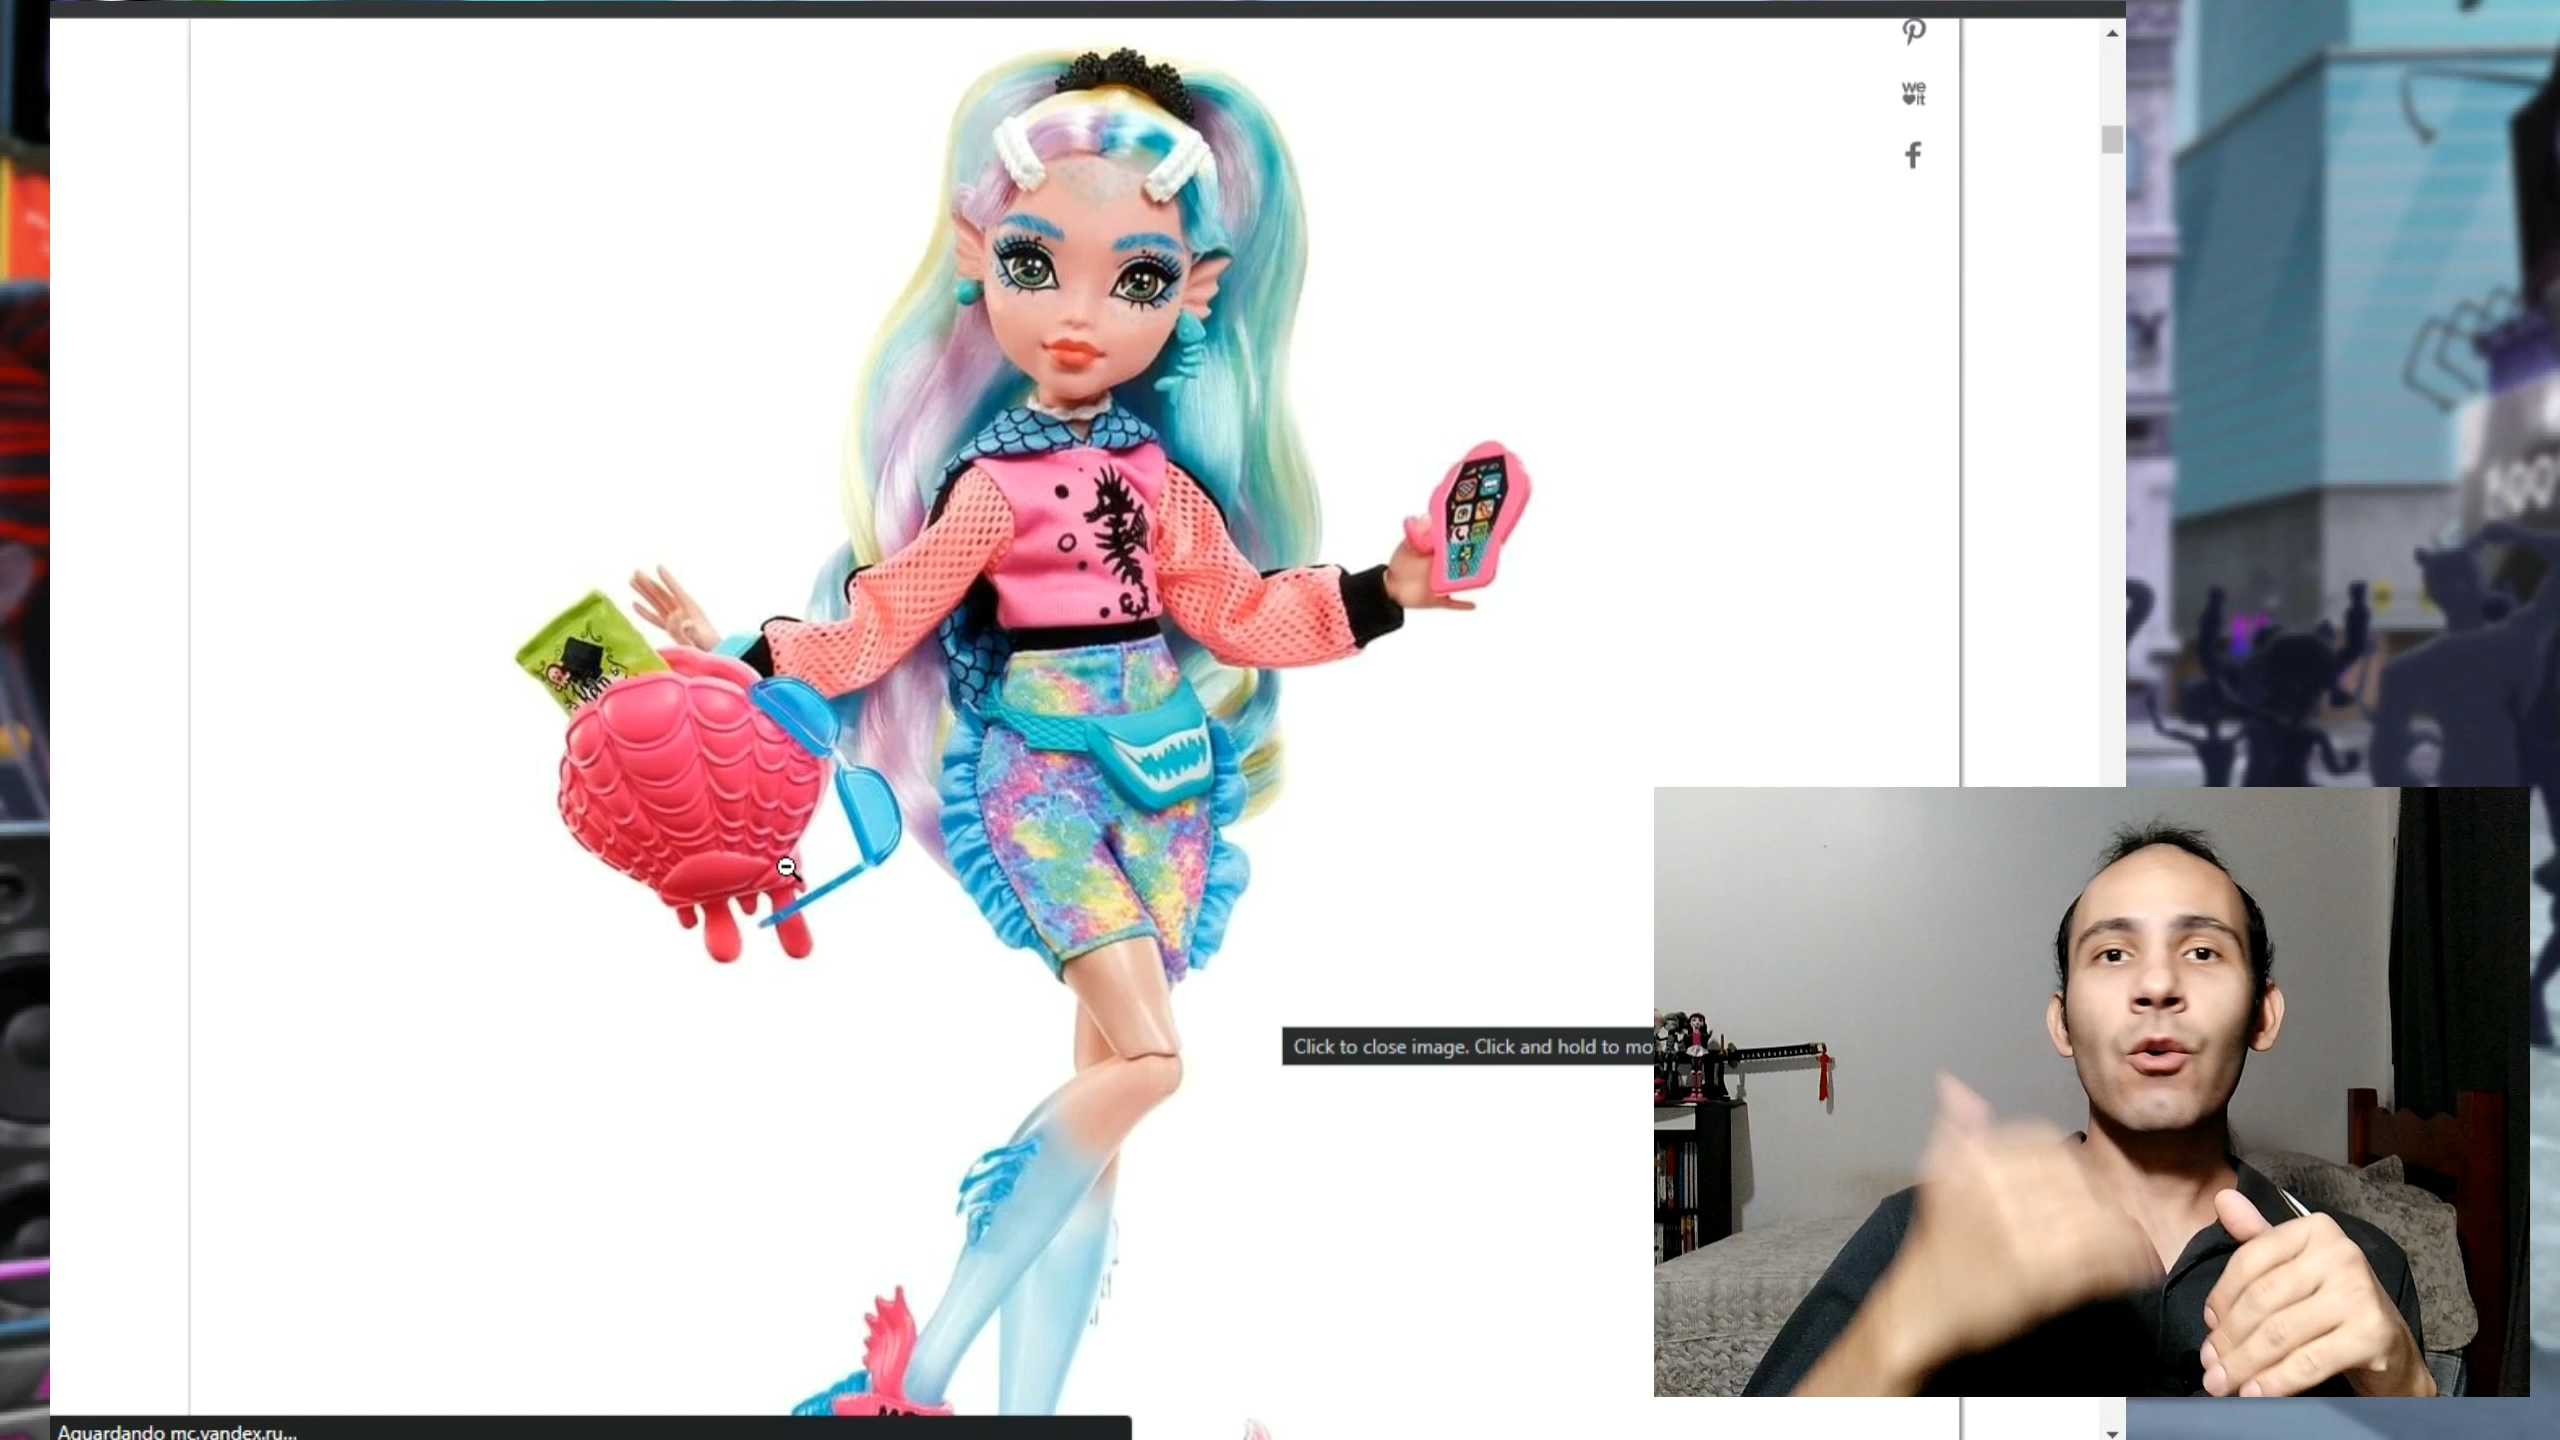 we
it
Click to close image. Click and hold to mo
Aguardando mc.yandex.ru...